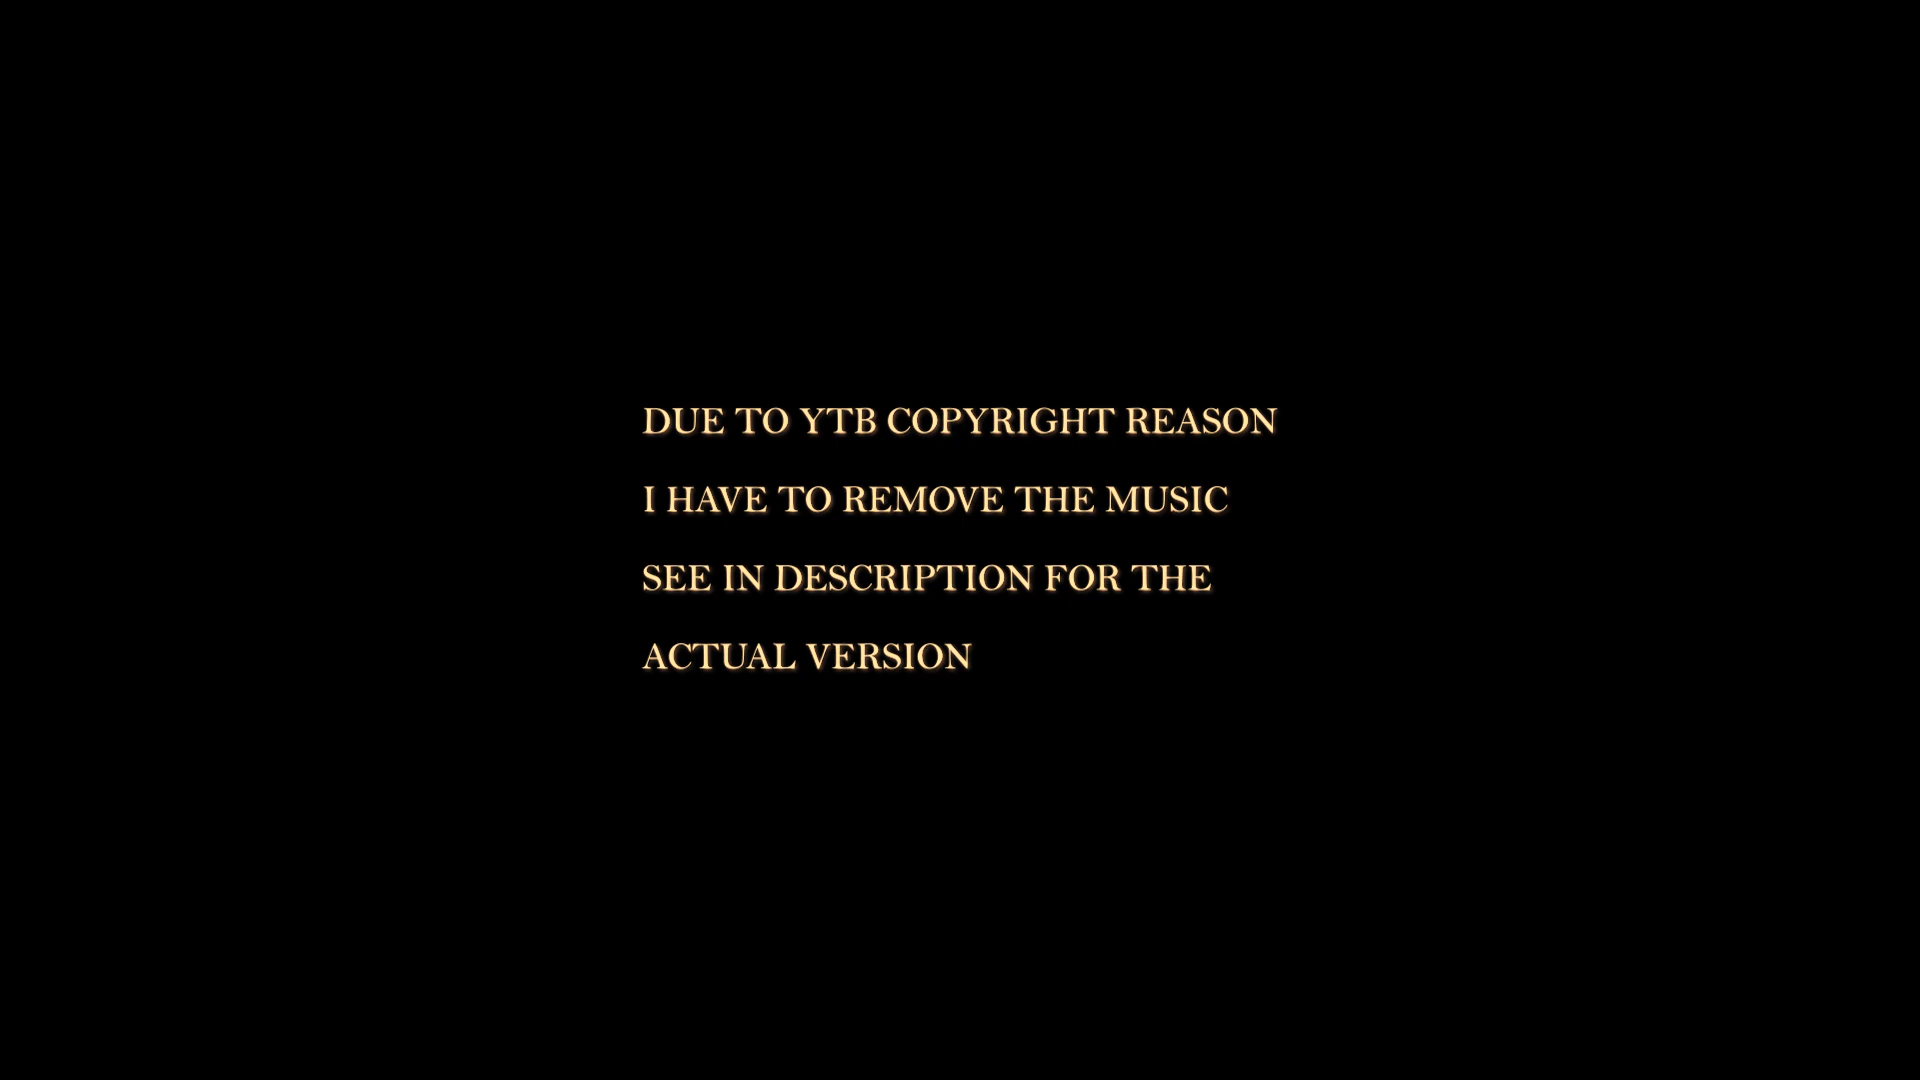 DUE TO YTB COPYRIGHT REASON
I HAVE TO REMOVE THE MUSIC
SEE IN DESCRIPTION FOR THE
ACTUAL VERSION